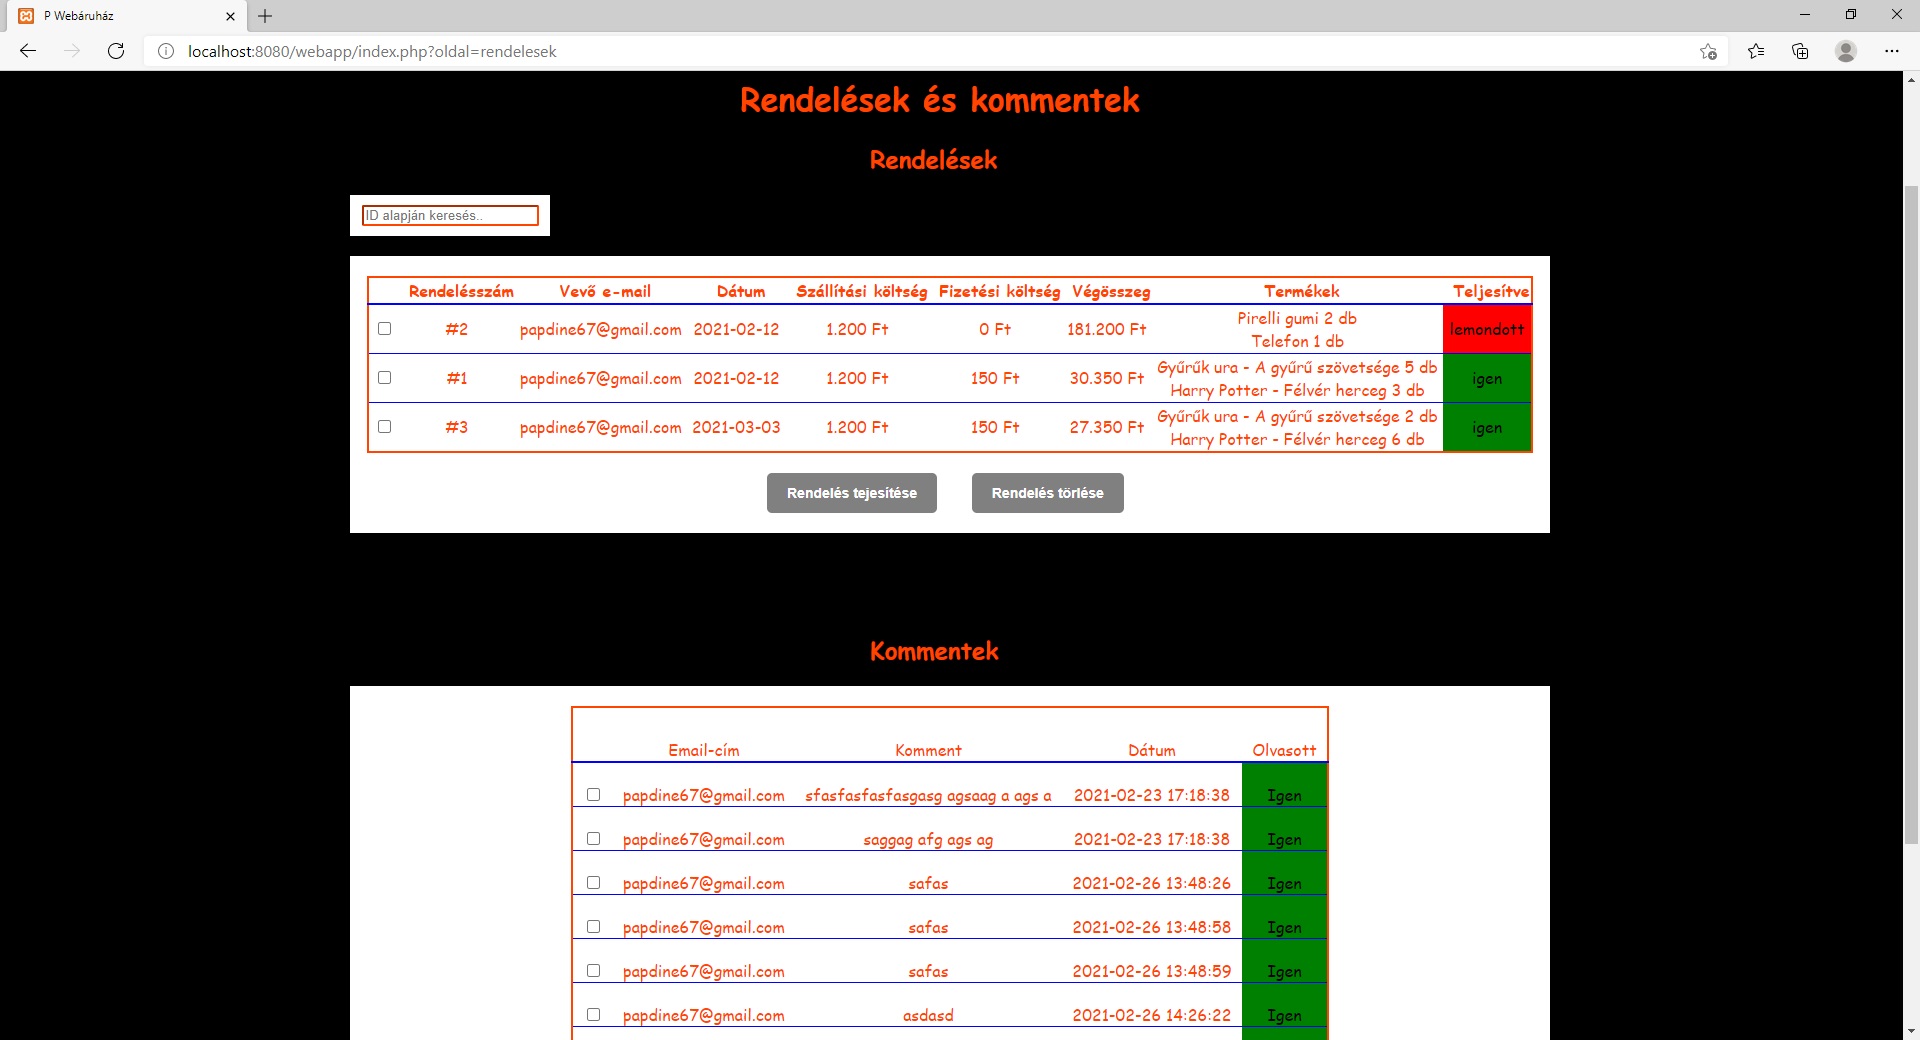 P Webáruház
localhost:8080/webapp/index.php?oldal=rendelesek
Rendelések és kommentek
Rendelések
ID alapján keresés..
Rendelésszám Vevő e-mail Dátum Szállítási költség Fizetési költség Végösszeg Termékek Teljesítve
#2 papdine67@gmail.com 2021-02-12 1.200 Ft 0 Ft 181.200 Ft Pirelli gumi 2 db lemondott
Telefon 1 db
#1 papdine67@gmail.com 2021-02-12 1.200 Ft 150 Ft 30.350 Ft Gyűrűk ura - A gyűrű szövetsége 5 db igen
Harry Potter - Félvér herceg 3 db
#3 papdine67@gmail.com 2021-03-03 1.200 Ft 150 Ft 27.350 Ft Gyűrűk ura - A gyűrű szövetsége 2 db igen
Harry Potter - Félvér herceg 6 db
Rendelés tejesítése Rendelés törlése
Kommentek
Email-cím Komment Dátum Olvasott
papdine67@gmail.com sfasfasfasfasgasg agsaag a ags a 2021-02-23 17:18:38 Igen
papdine67@gmail.com saggag afg ags ag 2021-02-23 17:18:38 Igen
papdine67@gmail.com safas 2021-02-26 13:48:26 Igen
papdine67@gmail.com safas 2021-02-26 13:48:58 Igen
papdine67@gmail.com safas 2021-02-26 13:48:59 Igen
papdine67@gmail.com asdasd 2021-02-26 14:26:22 Igen